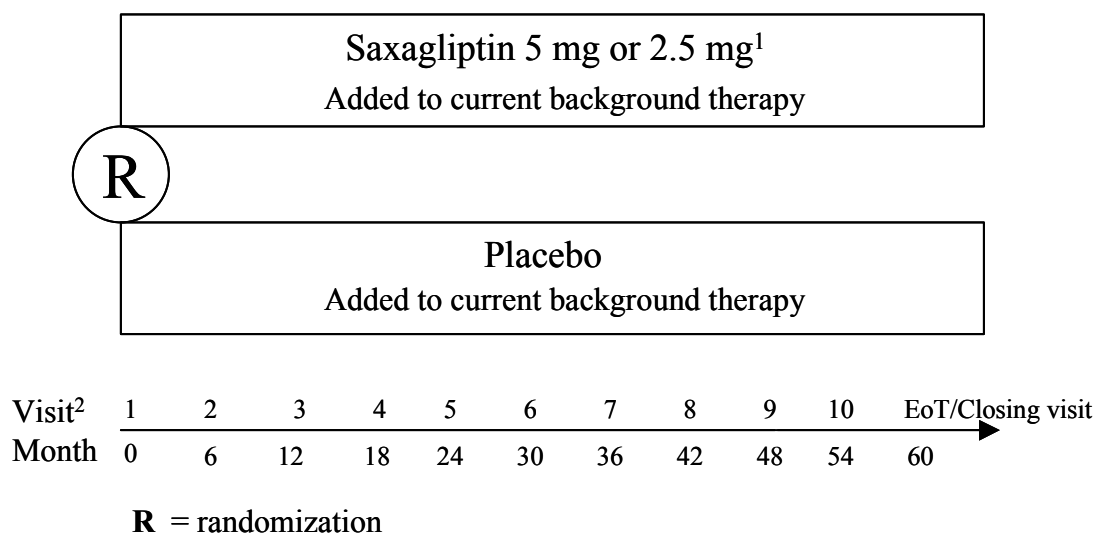 Saxagliptin 5 mg or 2.5 mg¹
Added to current background therapy
R
Placebo
Added to current background therapy
Visit² 1 2 3 4 5 6 7 8 9 10 EoT/Closing visit
Month 0 6 12 18 24 30 36 42 48 54 60
R = randomization